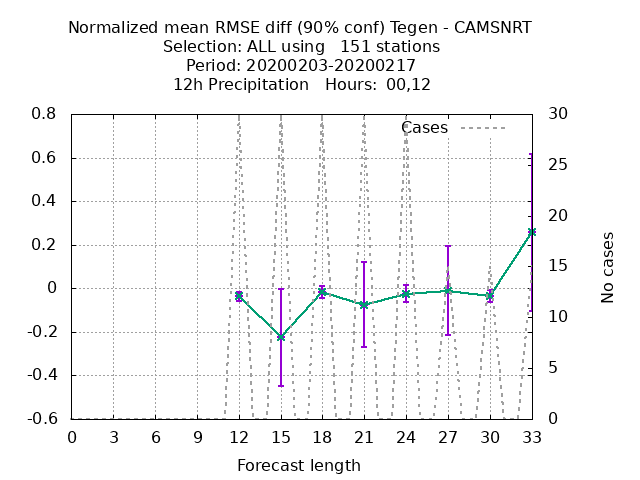 Normalized mean RMSE diff (90% conf) Tegen - CAMSNRT
Selection: ALL using   151 stations
Period: 20200203-20200217
12h Precipitation   Hours:  00,12
Cases
0.8
0.6
0.4
0.2
0
-0.2
-0.4
-0.6
30
25
20
15
10
5
0
No cases
0 3 6 9 12 15 18 21 24 27 30 33
Forecast length